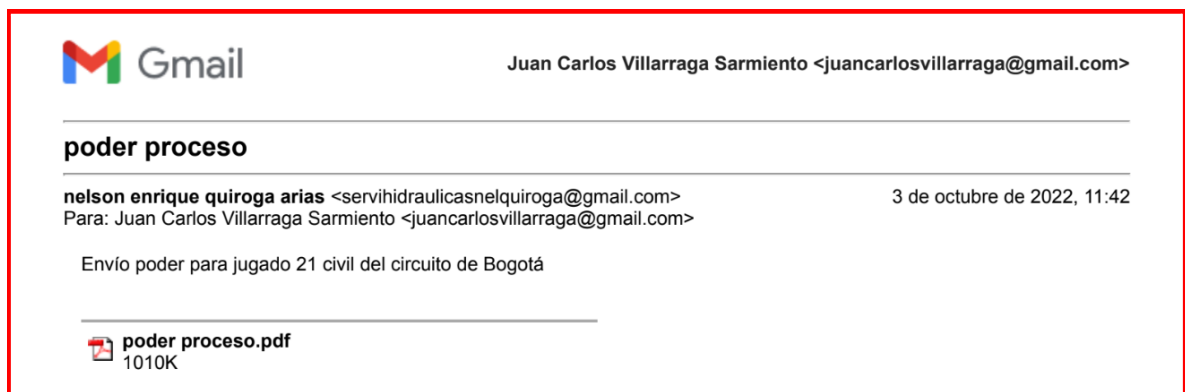 Gmail
Juan Carlos Villarraga Sarmiento <juancarlosvillarraga@gmail.com>
poder proceso
nelson enrique quiroga arias <servihidraulicasnelquiroga@gmail.com> 3 de octubre de 2022, 11:42
Para: Juan Carlos Villarraga Sarmiento <juancarlosvillarraga@gmail.com>
Envío poder para jugado 21 civil del circuito de Bogotá
poder proceso.pdf
1010K